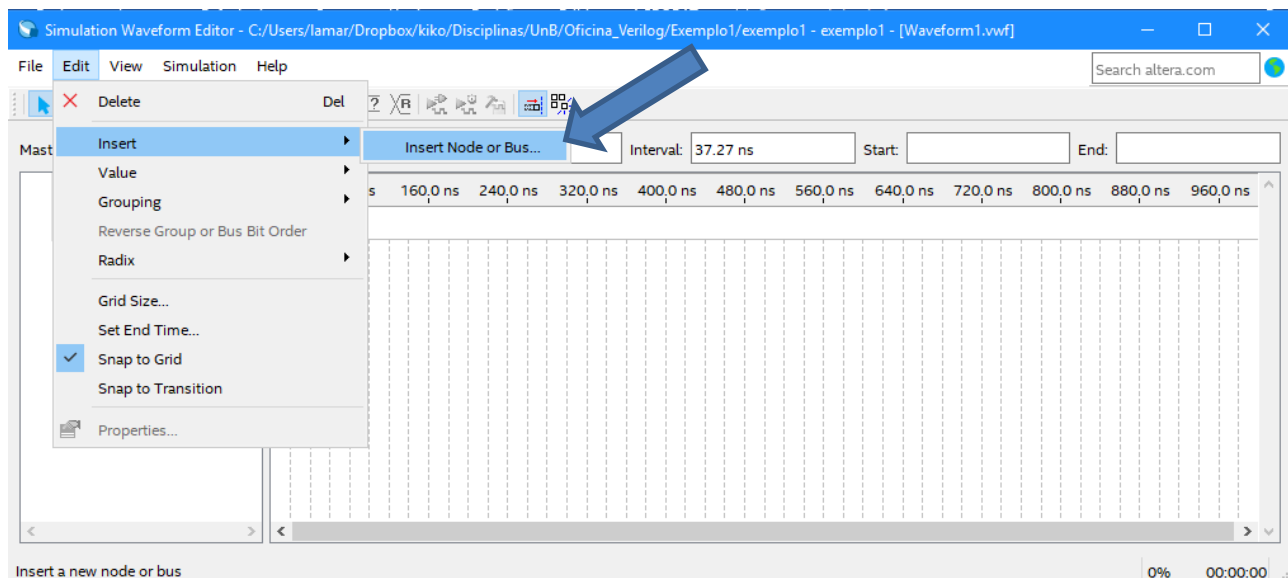 Simulation Waveform Editor - C:/Users/lamar/Dropbox/kiko/Disciplinas/UnB/Oficina_Verilog/Exemplo1/exemplo1 - exemplo1 - [Waveform1.vwf]
File Edit View Simulation Help
Search altera.com
Delete Del
Insert
Insert Node or Bus...
Mast
Interval: 37.27 ns
Start:
End:
Value
Grouping
Reverse Group or Bus Bit Order
Radix
Grid Size...
Set End Time...
Snap to Grid
Snap to Transition
Properties...
s 160.0 ns 240.0 ns 320.0 ns 400.0 ns 480.0 ns 560.0 ns 640.0 ns 720.0 ns 800.0 ns 880.0 ns 960.0 ns
Insert a new node or bus
0% 00:00:00